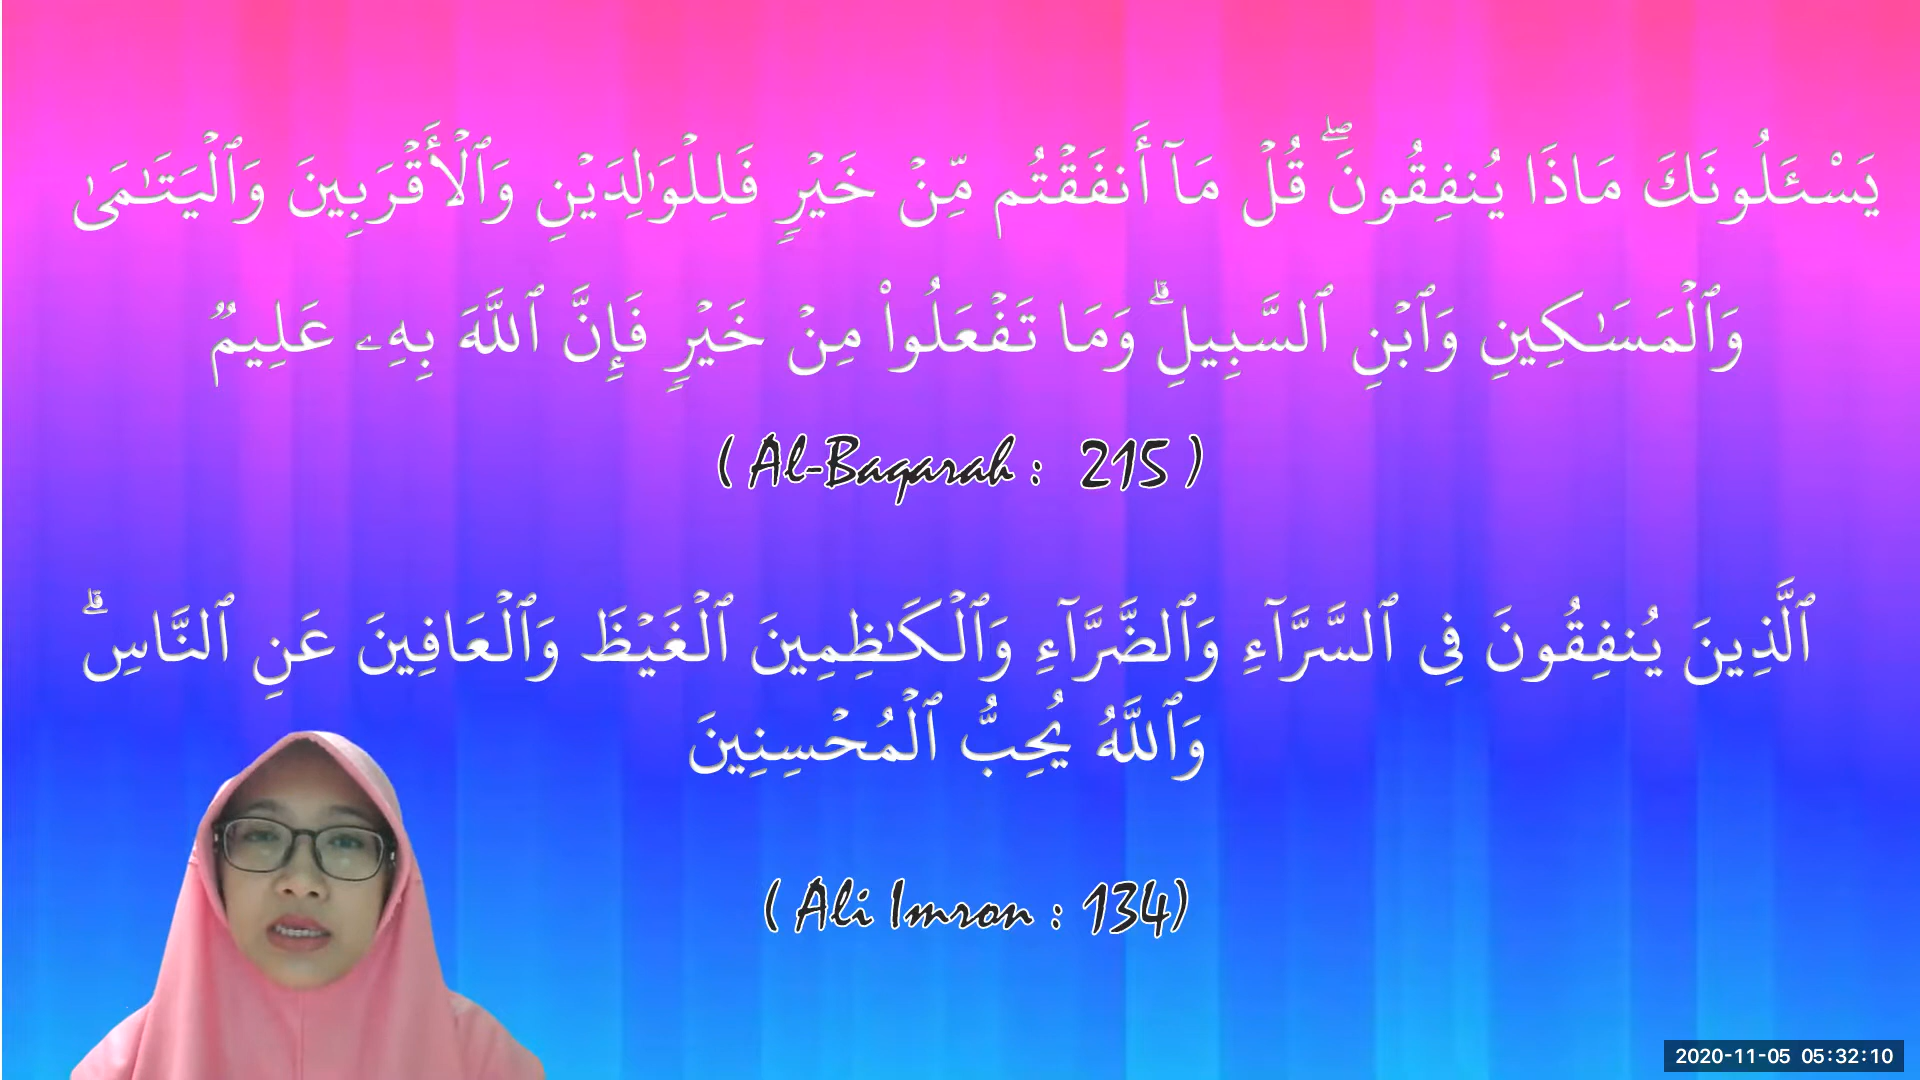 يَسْـَٔلُونَكَ مَاذَا يُنفِقُونَۖ قُلْ مَآ أَنفَقْتُم مِّنْ خَيْرٍ فَلِلْوَٰلِدَيْنِ وَٱلْأَقْرَبِينَ وَٱلْيَتَـٰمَىٰ
وَٱلْمَسَـٰكِينِ وَٱبْنِ ٱلسَّبِيلِۗ وَمَا تَفْعَلُوا۟ مِنْ خَيْرٍ فَإِنَّ ٱللَّهَ بِهِۦ عَلِيمٌ
( Al-Baqarah : 215 )
ٱلَّذِينَ يُنفِقُونَ فِى ٱلسَّرَّآءِ وَٱلضَّرَّآءِ وَٱلْكَـٰظِمِينَ ٱلْغَيْظَ وَٱلْعَافِينَ عَنِ ٱلنَّاسِۗ
وَٱللَّهُ يُحِبُّ ٱلْمُحْسِنِينَ
( Ali Imron : 134)
2020-11-05 05:32:10